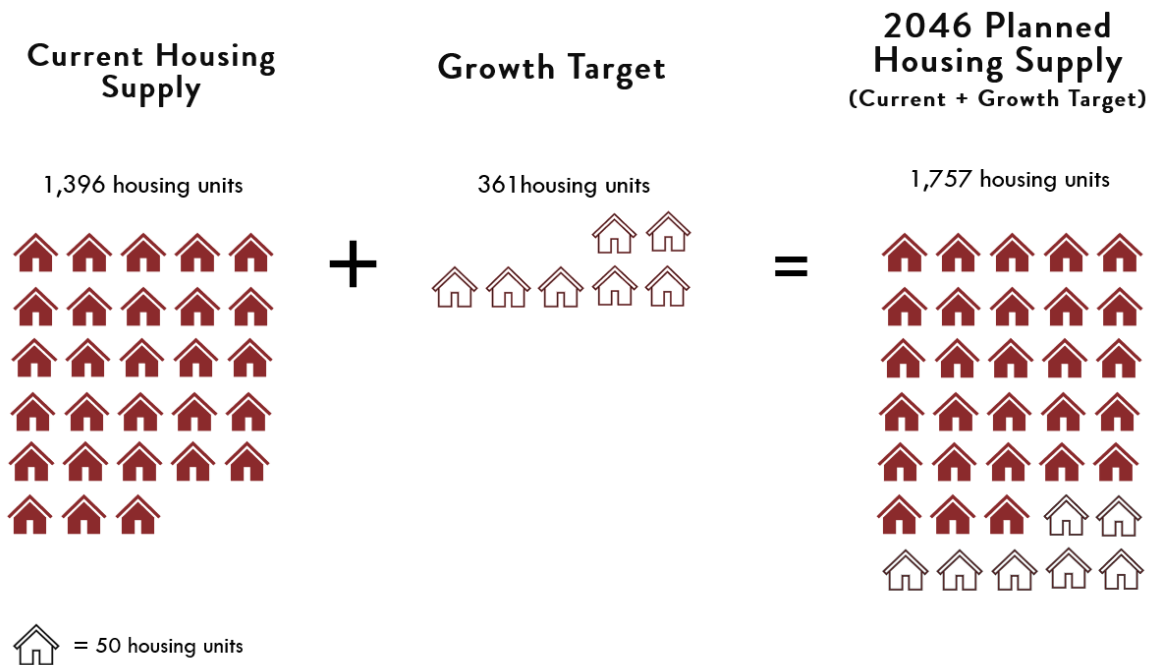 Current Housing
Supply
Growth Target
2046 Planned
Housing Supply
(Current + Growth Target)
1,396 housing units
361housing units
1,757 housing units
+
=
= 50 housing units